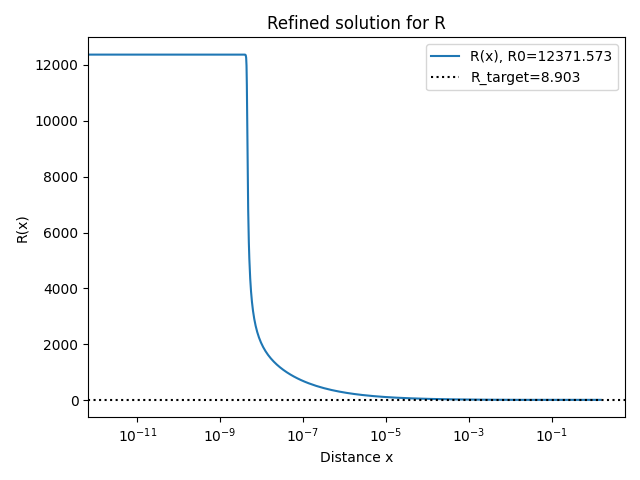 Refined solution for R
R(x), R0=12371.573
R_target=8.903
12000
10000
8000
6000
4000
2000
0
R(x)
10⁻¹¹ 10⁻⁹ 10⁻⁷ 10⁻⁵ 10⁻³ 10⁻¹
Distance x